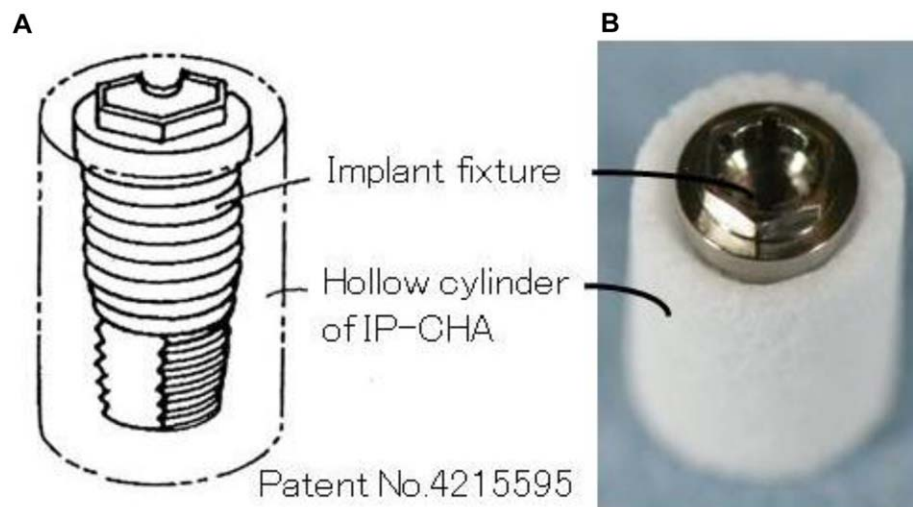 A
B
Implant fixture
Hollow cylinder
of IP-CHA
Patent No.4215595